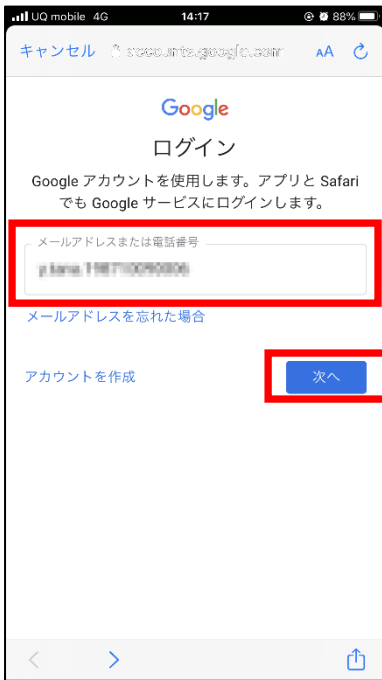 UQ mobile 4G 14:17 88%
キャンセル accounts.google.com AA
Google
ログイン
Google アカウントを使用します。アプリと Safari
でも Google サービスにログインします。
メールアドレスまたは電話番号
メールアドレスを忘れた場合
アカウントを作成 次へ